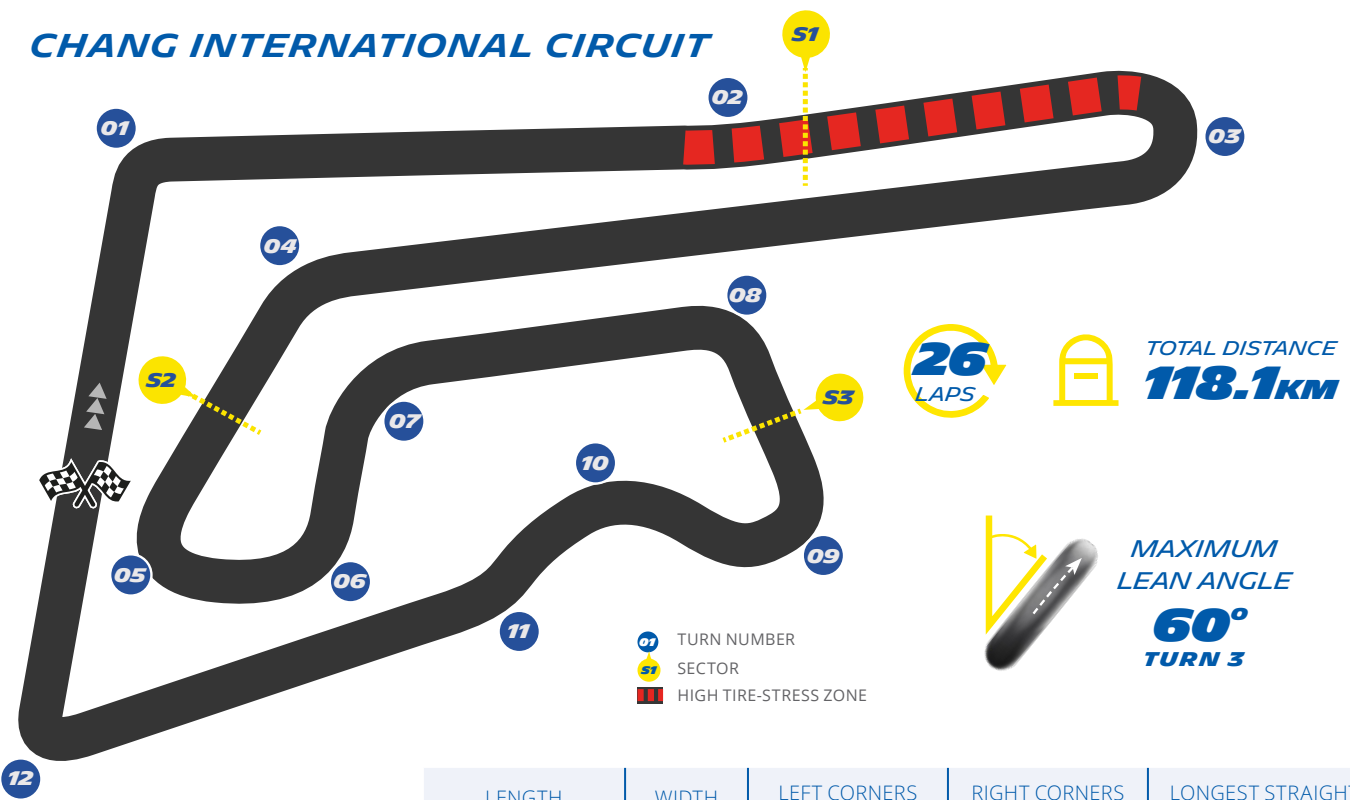 CHANG INTERNATIONAL CIRCUIT
S1
02
01
03
04
08
26
LAPS
TOTAL DISTANCE
118.1KM
S2
S3
07
10
05
06
09
11
MAXIMUM
LEAN ANGLE
60°
TURN 3
01 TURN NUMBER
S1 SECTOR
HIGH TIRE-STRESS ZONE
12
LENGTH
WIDTH
LEFT CORNERS
RIGHT CORNERS
LONGEST STRAIGHT